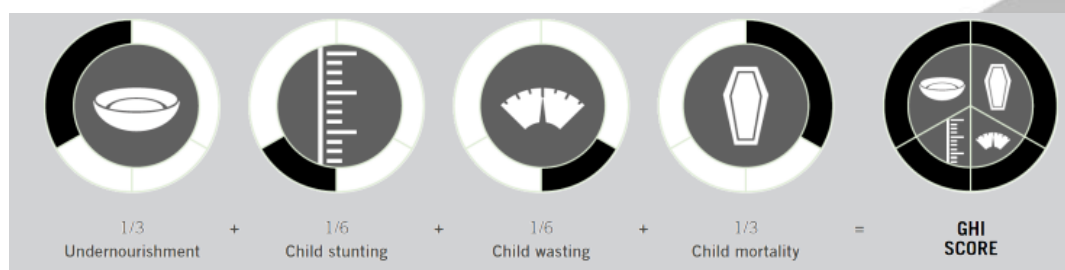 1/3 + 1/6 + 1/6 + 1/3 = GHI
Undernourishment Child stunting Child wasting Child mortality SCORE